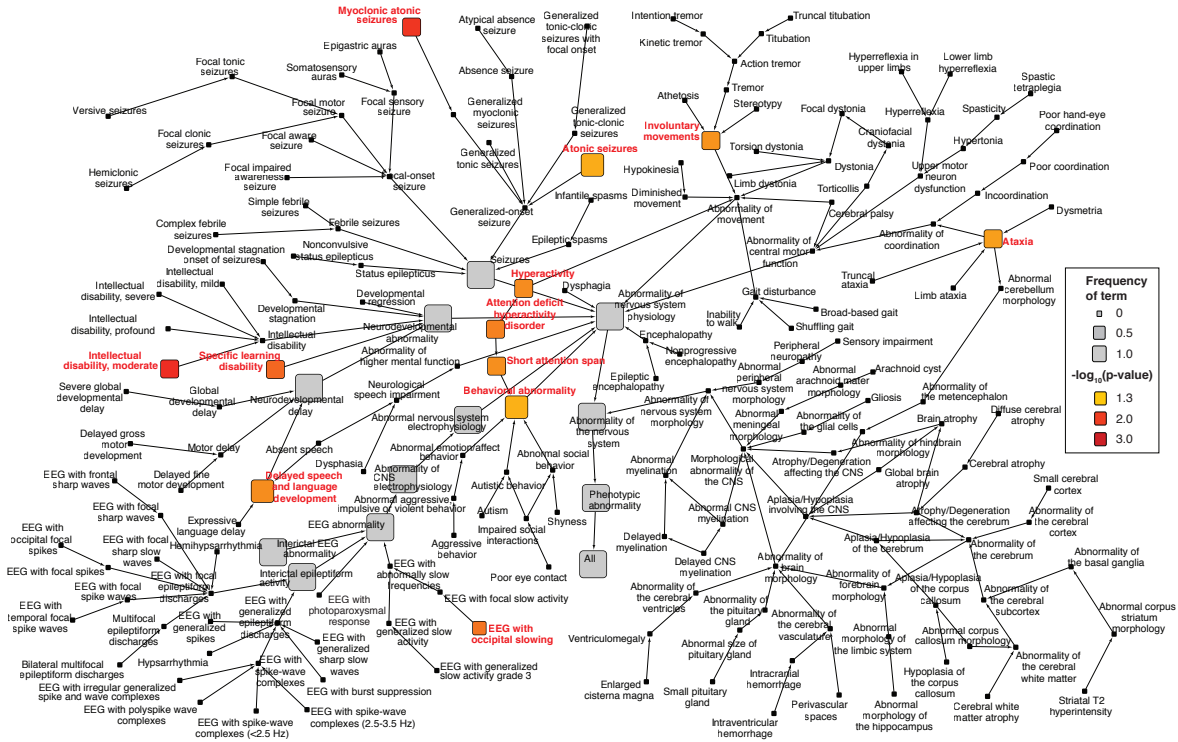 Myoclonic atonic
seizures
Atypical absence
seizure
Generalized
tonic-clonic
seizures with
focal onset
Intention tremor
Truncal titubation
Kinetic tremor
Titubation
Epigastric auras
Focal tonic
seizures
Somatosensory
auras
Absence seizure
Action tremor
Hyperreflexia in
upper limbs
Lower limb
hyperreflexia
Spastic
tetraplegia
Versive seizures
Focal motor
seizure
Focal sensory
seizure
Generalized
myoclonic
seizures
Generalized
tonic-clonic
seizures
Athetosis
Tremor
Stereotypy
Focal dystonia
Hyperreflexia
Spasticity
Poor hand-eye
coordination
Focal clonic
seizures
Focal aware
seizure
Generalized
tonic seizures
Atonic seizures
Involuntary
movements
Torsion dystonia
Craniofacial
dystonia
Hypertonia
Hemiclonic
seizures
Focal impaired
awareness
seizure
Focal-onset
seizure
Hypokinesia
Dystonia
Upper motor
neuron
dysfunction
Poor coordination
Simple febrile
seizures
Generalized-onset
seizure
Infantile spasms
Diminished
movement
Limb dystonia
Torticollis
Incoordination
Complex febrile
seizures
Febrile seizures
Abnormality of
movement
Cerebral palsy
Dysmetria
Developmental stagnation
onset of seizures
Nonconvulsive
status epilepticus
Epileptic spasms
Abnormality of
central motor
function
Abnormality of
coordination
Ataxia
Intellectual
disability, mild
Status epilepticus
Seizures
Intellectual
disability, severe
Developmental
regression
Hyperactivity
Dysphagia
Abnormality of
nervous system
physiology
Gait disturbance
Truncal
ataxia
Limb ataxia
Abnormal
cerebellum
morphology
Developmental
stagnation
Attention deficit
hyperactivity
disorder
Inability
to walk
Broad-based gait
Intellectual
disability, profound
Intellectual
disability
Neurodevelopmental
abnormality
Encephalopathy
Shuffling gait
Intellectual
disability, moderate
Specific learning
disability
Abnormality of
higher mental function
Short attention span
Nonprogressive
encephalopathy
Peripheral
neuropathy
Sensory impairment
Severe global
developmental
delay
Global
developmental
delay
Neurodevelopmental
delay
Neurological
speech impairment
Behavioral abnormality
Epileptic
encephalopathy
Abnormal
peripheral
nervous system
morphology
Abnormal
arachnoid mater
morphology
Arachnoid cyst
Abnormality of
the metencephalon
Abnormal nervous system
electrophysiology
Abnormality of
the nervous
system
Abnormality of
nervous system
morphology
Abnormal
meningeal
morphology
Gliosis
Abnormality of
the glial cells
Brain atrophy
Diffuse cerebral
atrophy
Delayed gross
motor
development
Motor delay
Absent speech
Abnormal emotion/affect
behavior
Abnormal social
behavior
Abnormality of hindbrain
morphology
EEG with frontal
sharp waves
Delayed fine
motor development
Dysphasia
Abnormality of
CNS
electrophysiology
Autistic behavior
Abnormal
myelination
Morphological
abnormality of
the CNS
Atrophy/Degeneration
affecting the CNS
Global brain
atrophy
Cerebral atrophy
Delayed speech
and language
development
Abnormal aggressive
impulsive or violent behavior
Phenotypic
abnormality
Abnormal CNS
myelination
Aplasia/Hypoplasia
involving the CNS
Small cerebral
cortex
EEG with
occipital focal
spikes
EEG with focal
sharp waves
Expressive
language delay
EEG abnormality
Autism
Shyness
Atrophy/Degeneration
affecting the cerebrum
Abnormality of
the cerebral
cortex
EEG with
focal
sharp slow
waves
Hemihypsarrhythmia
Interictal EEG
abnormality
Aggressive
behavior
Impaired social
interactions
Delayed
myelination
Aplasia/Hypoplasia
of the cerebrum
EEG with focal spikes
EEG with focal
epileptiform
discharges
Interictal epileptiform
activity
EEG with
abnormally slow
frequencies
Poor eye contact
All
Delayed CNS
myelination
Abnormality of
brain
morphology
Abnormality of
the cerebrum
Abnormality of
the basal ganglia
EEG with focal
spike waves
EEG with
temporal focal
spike waves
EEG with
generalized
epileptiform
discharges
EEG with
photoparoxysmal
response
EEG with focal slow activity
Abnormality of
the cerebral
ventricles
Abnormality of
forebrain
morphology
Aplasia/Hypoplasia
of the corpus
callosum
Abnormality of
the cerebral
subcortex
Multifocal
epileptiform
discharges
EEG with
generalized
spikes
EEG with
generalized slow
activity
EEG with
occipital slowing
Abnormality of
the pituitary
gland
Abnormality of
the cerebral
vasculature
Abnormal
morphology of
the limbic system
Abnormal corpus
callosum morphology
Abnormal corpus
striatum
morphology
Bilateral multifocal
epileptiform discharges
Hypsarrhythmia
EEG with
spike-wave
complexes
EEG with
generalized
sharp slow
waves
Ventriculomegaly
Abnormal size of
pituitary gland
Abnormality of
the cerebral
white matter
EEG with irregular generalized
spike and wave complexes
EEG with burst suppression
EEG with generalized
slow activity grade 3
Enlarged
cisterna magna
Small pituitary
gland
Intracranial
hemorrhage
Perivascular
spaces
Hypoplasia of
the corpus
callosum
EEG with polyspike wave
complexes
EEG with spike-wave
complexes (<2.5 Hz)
EEG with spike-wave
complexes (2.5-3.5 Hz)
Intraventricular
hemorrhage
Abnormal
morphology of
the hippocampus
Cerebral white
matter atrophy
Striatal T2
hyperintensity
Frequency
of term
0
0.5
1.0
-log10(p-value)
1.3
2.0
3.0